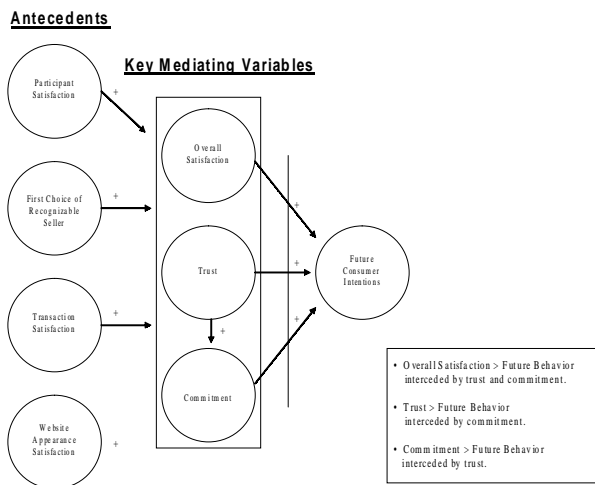 Antecedents
Key Mediating Variables
Participant
Satisfaction
+
Overall
Satisfaction
First Choice of
Recognizable
Seller
+
+
Trust
+
Future
Consumer
Intentions
Transaction
Satisfaction
+
+
+
Commitment
Website
Appearance
Satisfaction
+
• Overall Satisfaction > Future Behavior
interceded by trust and commitment.
• Trust > Future Behavior
interceded by commitment.
• Commitment > Future Behavior
interceded by trust.